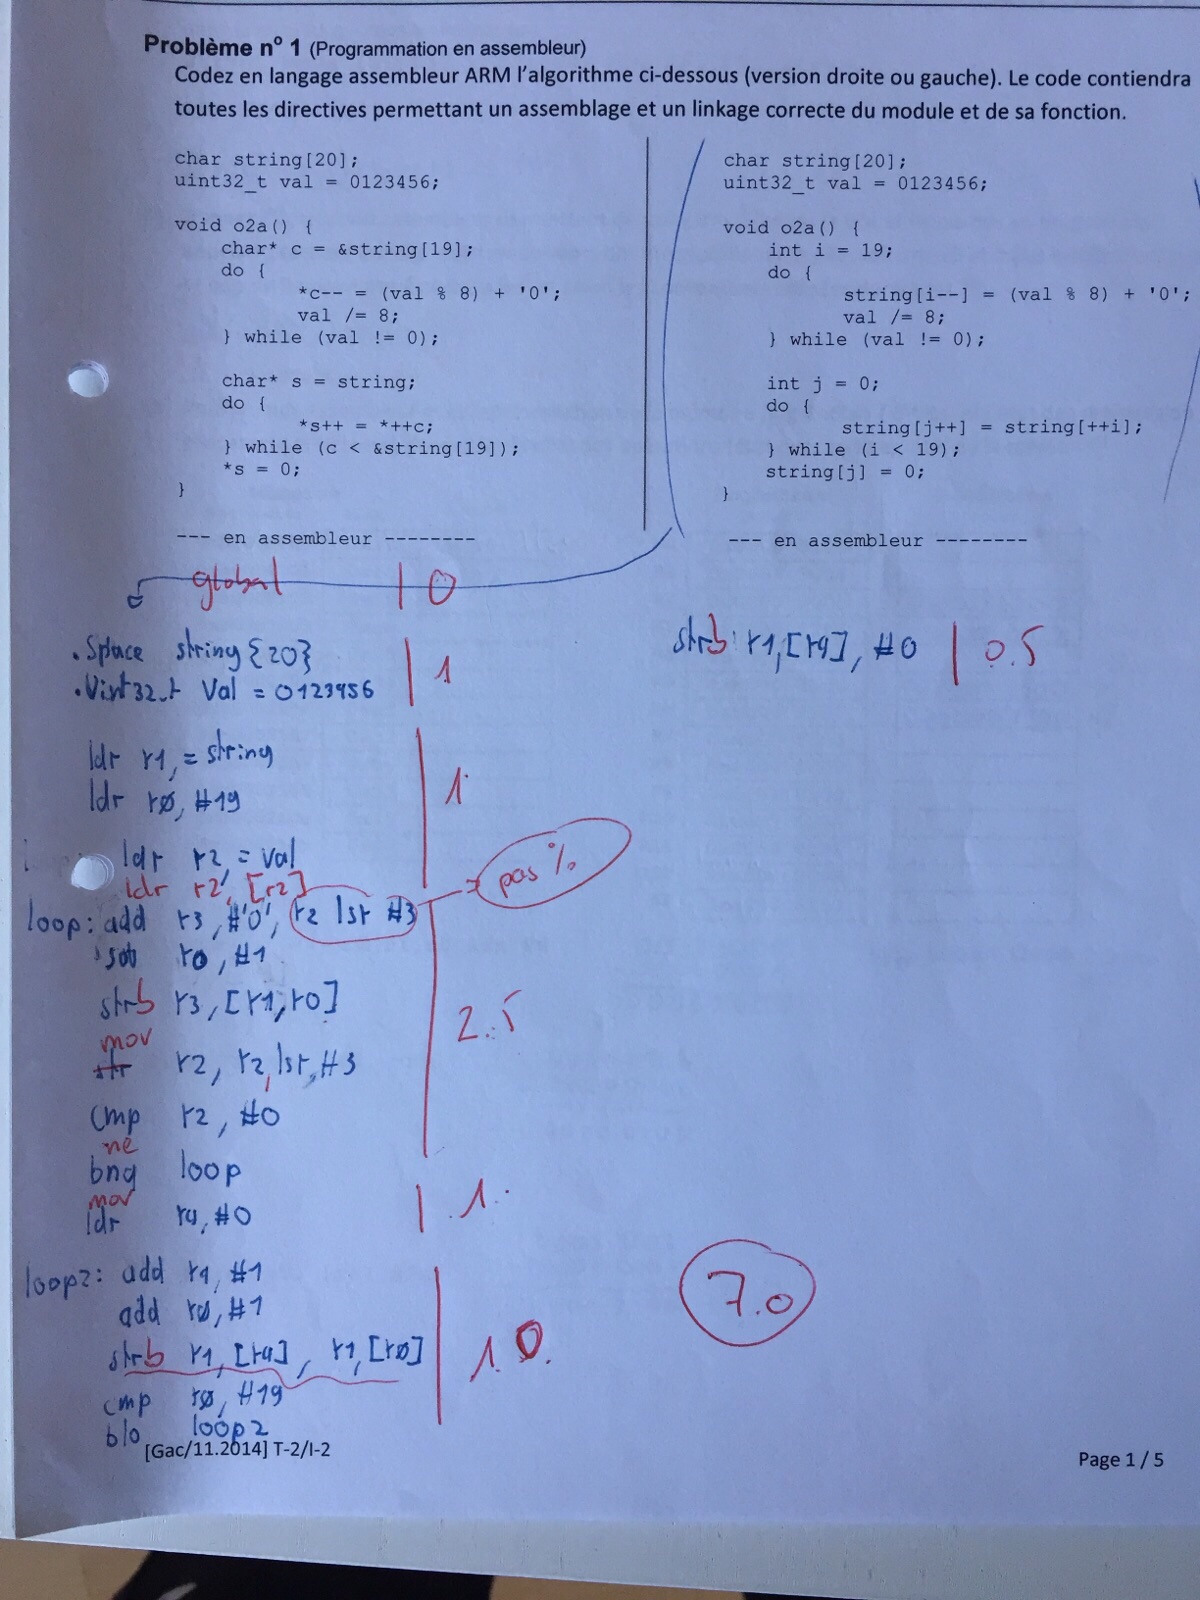 Problème n° 1 (Programmation en assembleur)
Codez en langage assembleur ARM l'algorithme ci-dessous (version droite ou gauche). Le code contiendra
toutes les directives permettant un assemblage et un linkage correcte du module et de sa fonction.
char string[20];
uint32_t val = 0123456;
void o2a() {
char* c = &string[19];
do {
*c-- = (val % 8) + '0';
val /= 8;
} while (val != 0);
char* s = string;
do {
*s++ = *++c;
} while (c < &string[19]);
*s = 0;
}
--- en assembleur --------
char string[20];
uint32_t val = 0123456;
void o2a() {
int i = 19;
do {
string[i--] = (val % 8) + '0';
val /= 8;
} while (val != 0);
int j = 0;
do {
string[j++] = string[++i];
} while (i < 19);
string[j] = 0;
}
--- en assembleur --------
global | 0
.Space string{20}
.Uint32_t Val = 0123456
1
ldr r1,=string
ldr rø, #19
1.
ldr r2, = val
ldr r2, [r2]
pas %
loop: add r3, #'0', r2 lsr #3
sub r0, #1
strb r3, [r1,r0]
2.5
mov
str r2, r2, lsr, #3
cmp r2, #0
ne
bnq loop
mov
ldr r4, #0
1.
loop2: add r4, #1
add rø, #1
strb r1,[r4], r1,[rø]
1.0.
cmp rø, #19
blo loop2
strb r1,[r4], #0 | 0.5
7.0
[Gac/11.2014] T-2/I-2
Page 1 / 5